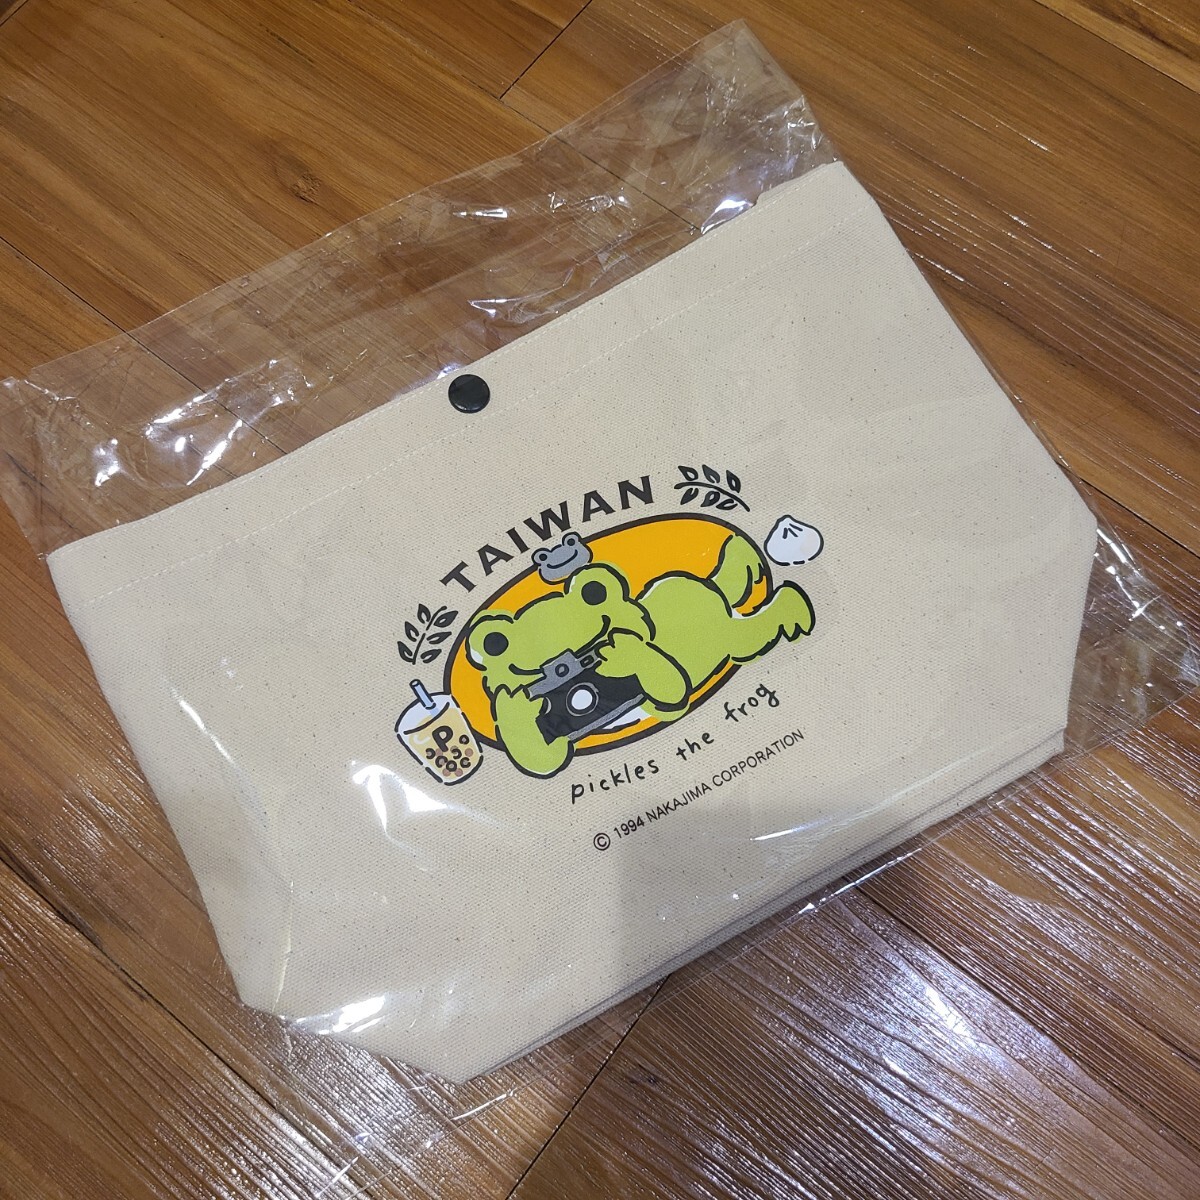 TAIWAN
P
pickles the frog
© 1994 NAKAJIMA CORPORATION